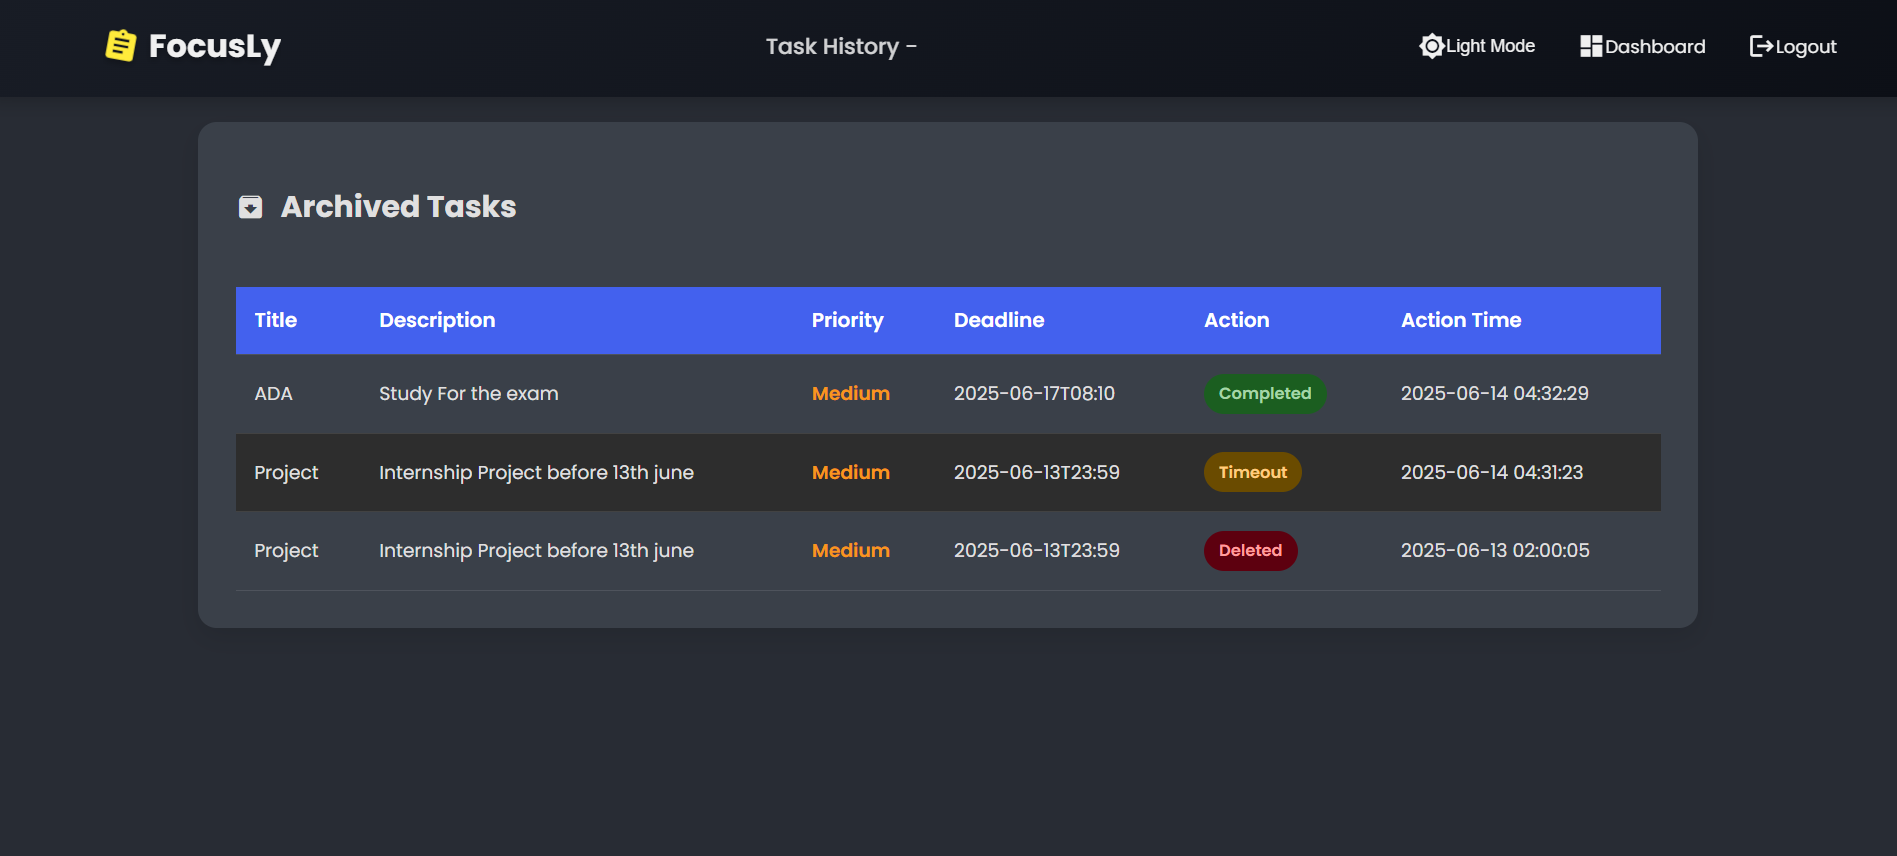 FocusLy
Task History -
Light Mode
Dashboard
Logout
Archived Tasks
Title Description Priority Deadline Action Action Time
ADA Study For the exam Medium 2025-06-17T08:10 Completed 2025-06-14 04:32:29
Project Internship Project before 13th june Medium 2025-06-13T23:59 Timeout 2025-06-14 04:31:23
Project Internship Project before 13th june Medium 2025-06-13T23:59 Deleted 2025-06-13 02:00:05